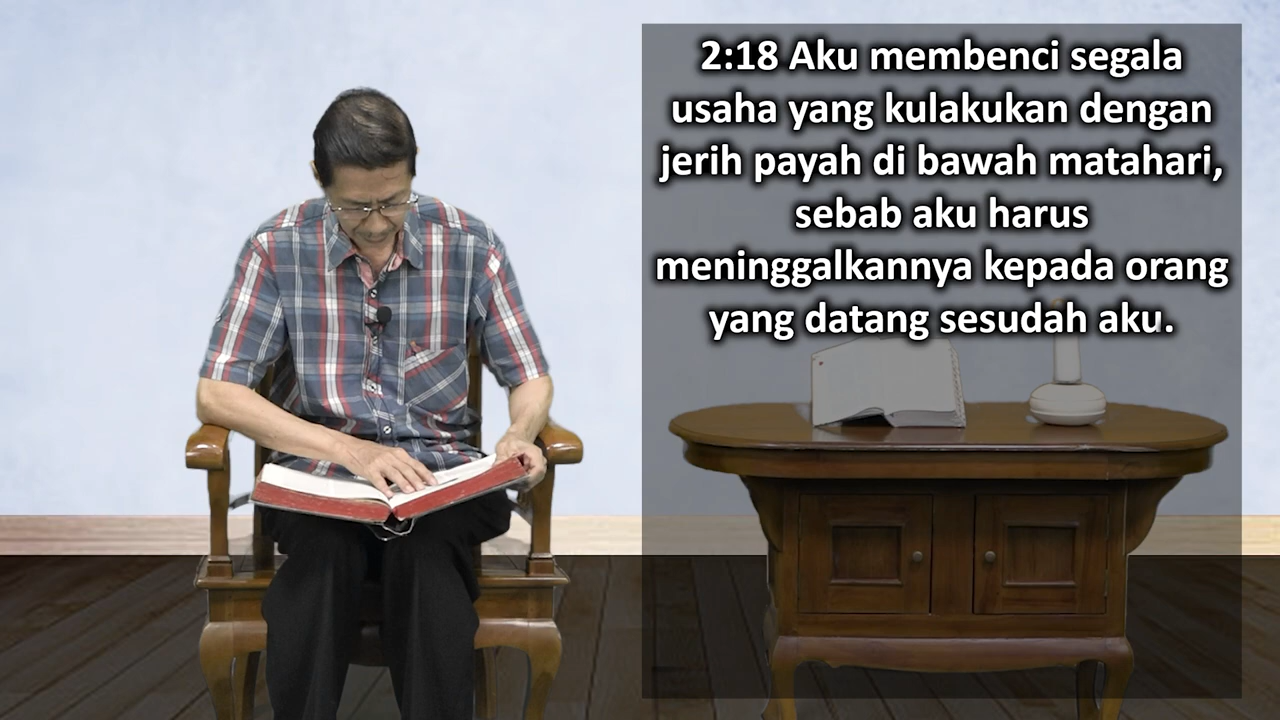 2:18 Aku membenci segala
usaha yang kulakukan dengan
jerih payah di bawah matahari,
sebab aku harus
meninggalkannya kepada orang
yang datang sesudah aku.